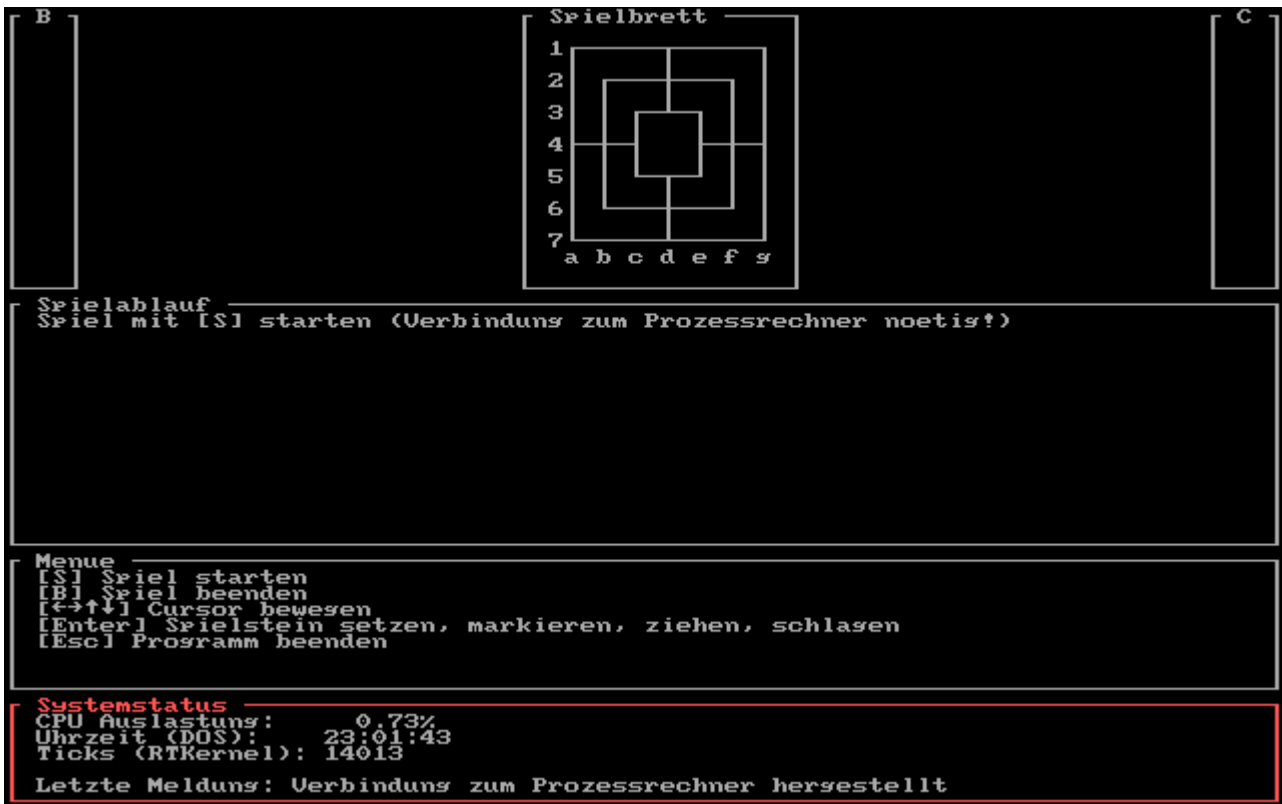 B
Spielbrett
C
1
2
3
4
5
6
7
a b c d e f g
Spielablauf
Spiel mit [S] starten (Verbindung zum Prozessrechner noetig!)
Menue
[S] Spiel starten
[B] Spiel beenden
[←→↑↓] Cursor bewegen
[Enter] Spielstein setzen, markieren, ziehen, schlagen
[Esc] Programm beenden
Systemstatus
CPU Auslastung: 0.73%
Uhrzeit (DOS): 23:01:43
Ticks (RTKernel): 14013
Letzte Meldung: Verbindung zum Prozessrechner hergestellt